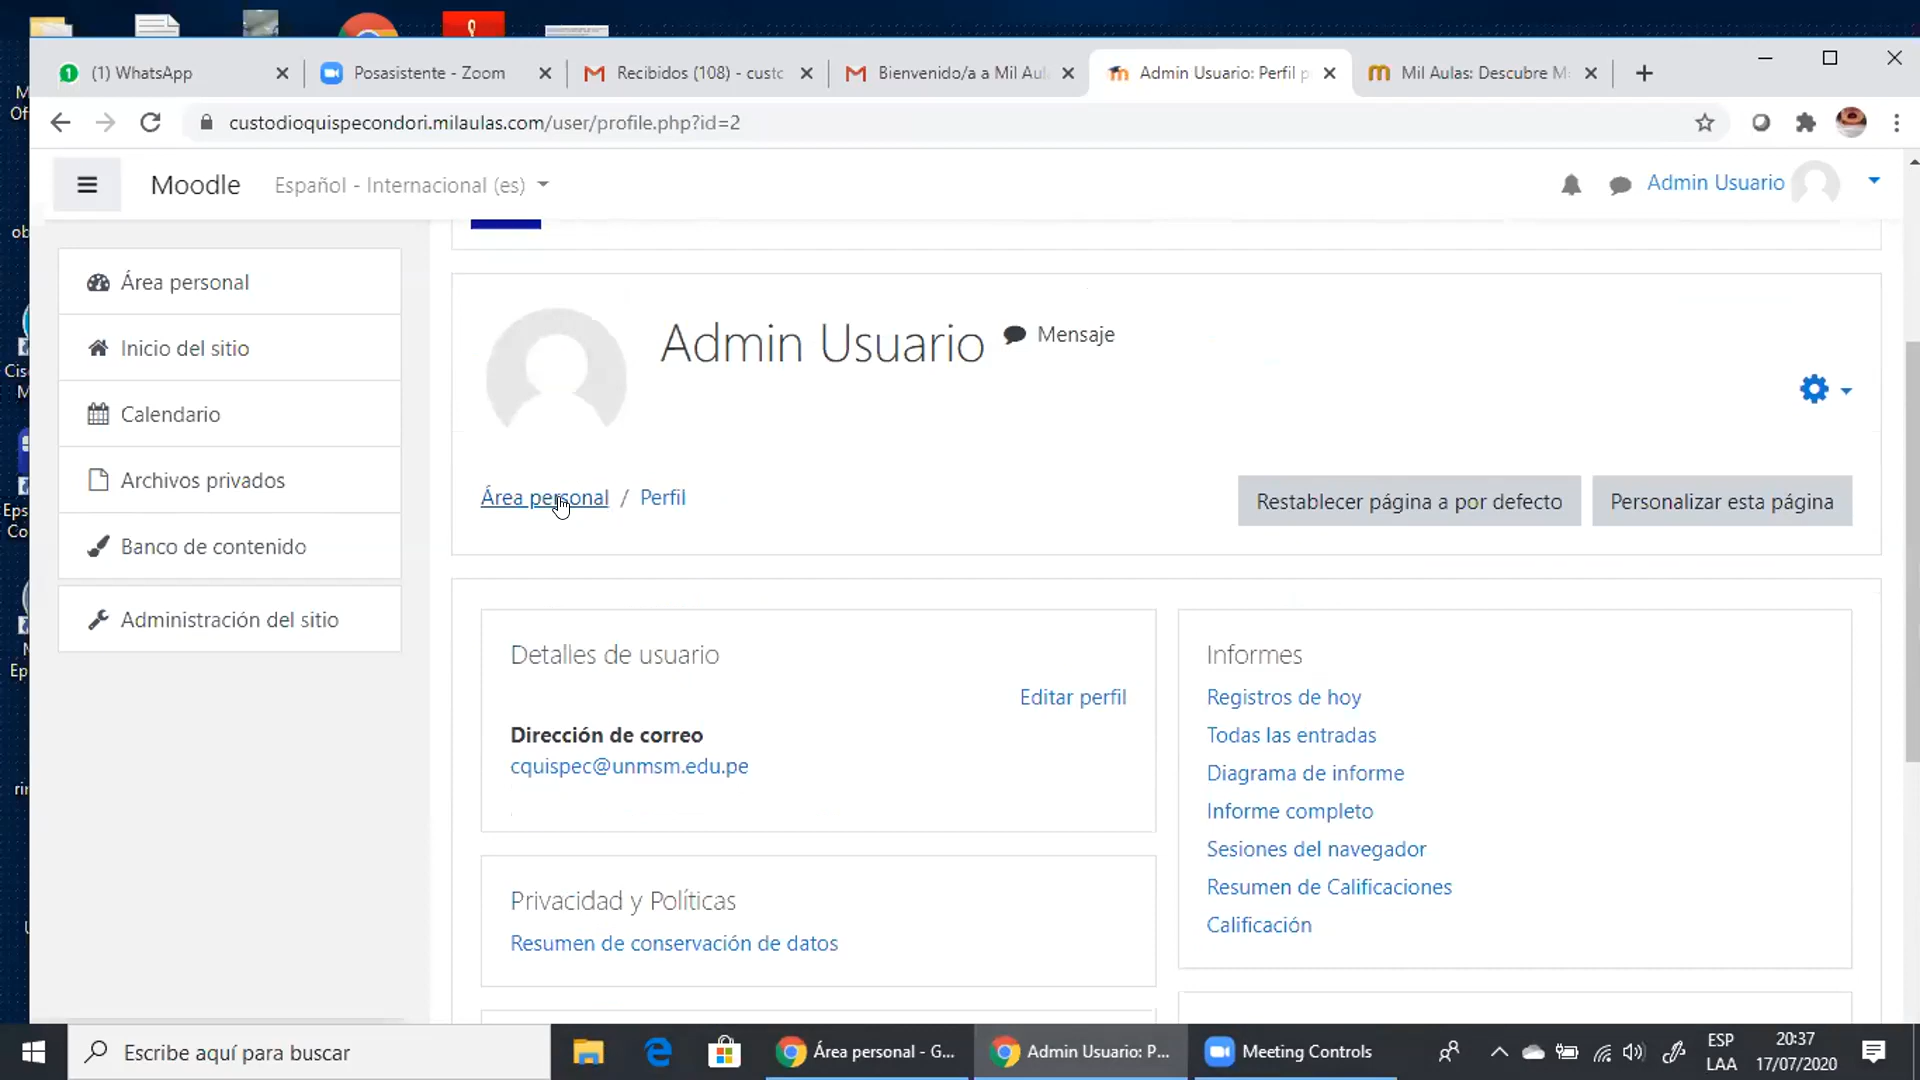 (1) WhatsApp
Posasistente - Zoom
Recibidos (108) - custo
Bienvenido/a a Mil Aul
Admin Usuario: Perfil p
Mil Aulas: Descubre M
custodioquispecondori.milaulas.com/user/profile.php?id=2
Moodle
Español - Internacional (es)
Admin Usuario
Área personal
Inicio del sitio
Calendario
Archivos privados
Banco de contenido
Administración del sitio
Admin Usuario
Mensaje
Área personal / Perfil
Restablecer página a por defecto
Personalizar esta página
Detalles de usuario
Editar perfil
Dirección de correo
cquispec@unmsm.edu.pe
Privacidad y Políticas
Resumen de conservación de datos
Informes
Registros de hoy
Todas las entradas
Diagrama de informe
Informe completo
Sesiones del navegador
Resumen de Calificaciones
Calificación
Escribe aquí para buscar
Área personal - G...
Admin Usuario: P...
Meeting Controls
ESP
LAA
20:37
17/07/2020